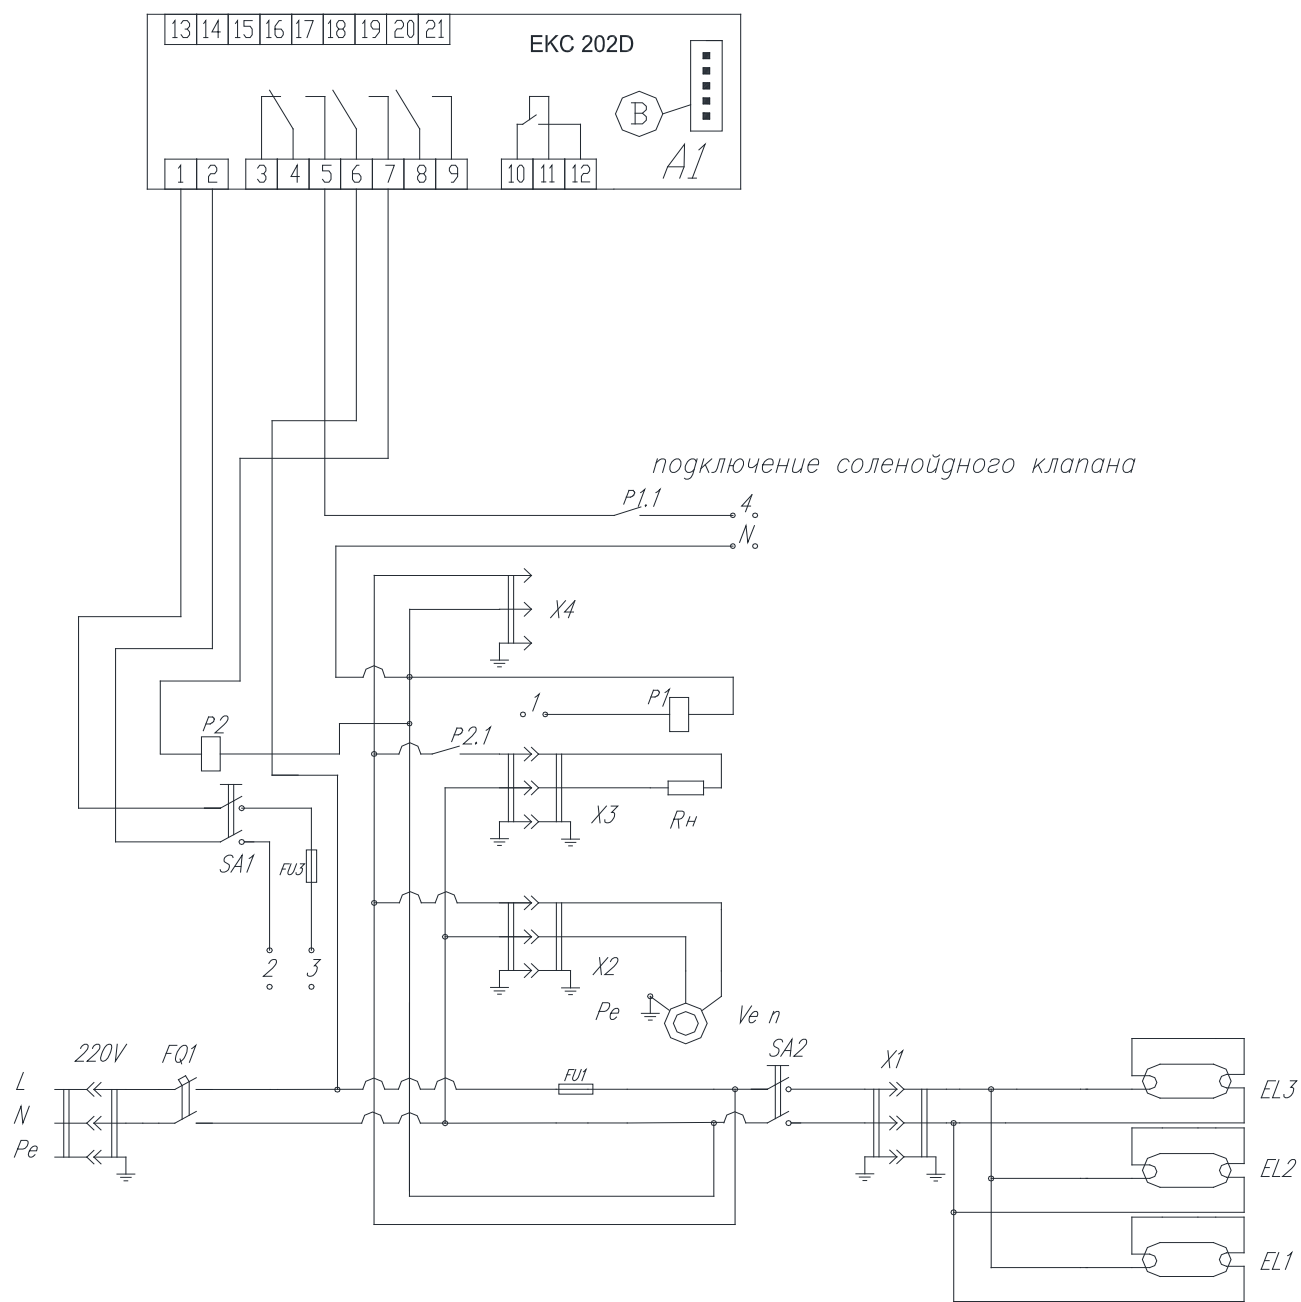 13 14 15 16 17 18 19 20 21
EKC 202D
B
A1
1 2 3 4 5 6 7 8 9 10 11 12
подключение соленойдного клапана
P1.1 4
N
X4
1 P1
P2 P2.1
X3 Rн
SA1 FU3
2 3 X2
Pe Ve n
220V FQ1 SA2 X1
L FU1 EL3
N
Pe EL2
EL1